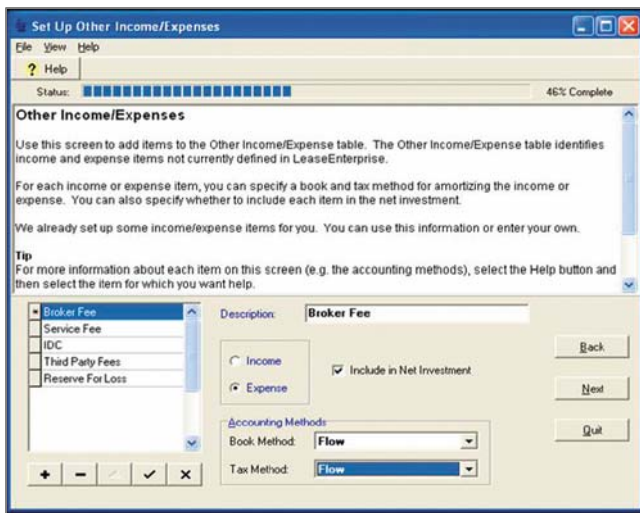 Set Up Other Income/Expenses
File View Help
? Help
Status: 46% Complete
Other Income/Expenses
Use this screen to add items to the Other Income/Expense table. The Other Income/Expense table identifies
income and expense items not currently defined in LeaseEnterprise.
For each income or expense item, you can specify a book and tax method for amortizing the income or
expense. You can also specify whether to include each item in the net investment.
We already set up some income/expense items for you. You can use this information or enter your own.
Tip
For more information about each item on this screen (e.g. the accounting methods), select the Help button and
then select the item for which you want help.
Broker Fee
Service Fee
IDC
Third Party Fees
Reserve For Loss
Description: Broker Fee
Income
Expense
Include in Net Investment
Accounting Methods
Book Method: Flow
Tax Method: Flow
Back
Next
Quit